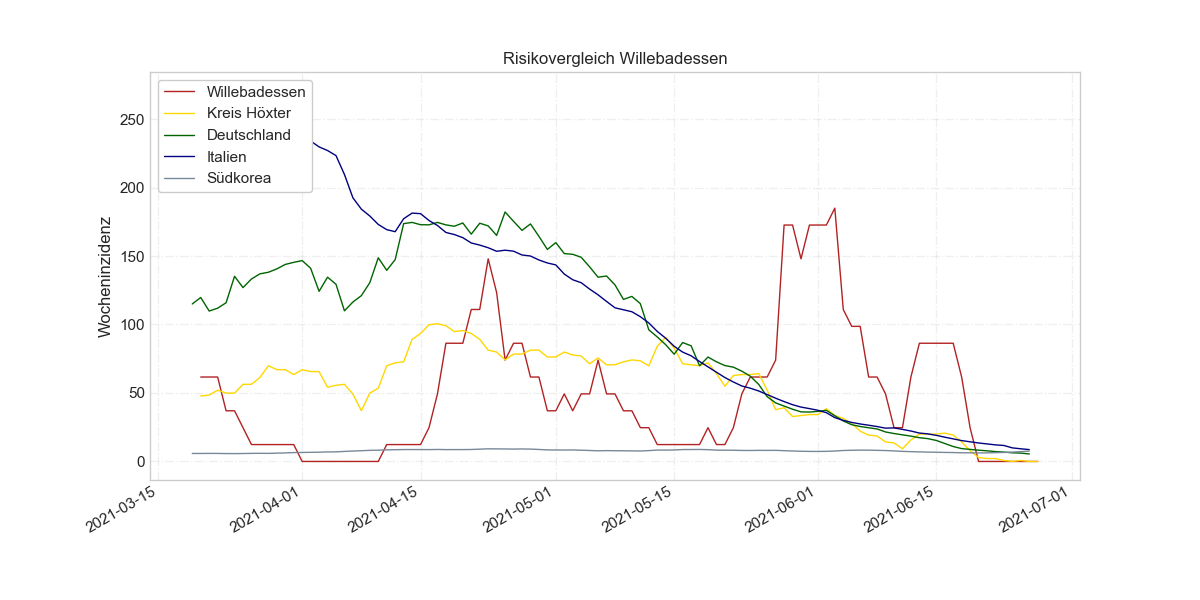 Risikovergleich Willebadessen
Willebadessen
Kreis Höxter
Deutschland
Italien
Südkorea
Wocheninzidenz
250
200
150
100
50
0
2021-03-15
2021-04-01
2021-04-15
2021-05-01
2021-05-15
2021-06-01
2021-06-15
2021-07-01